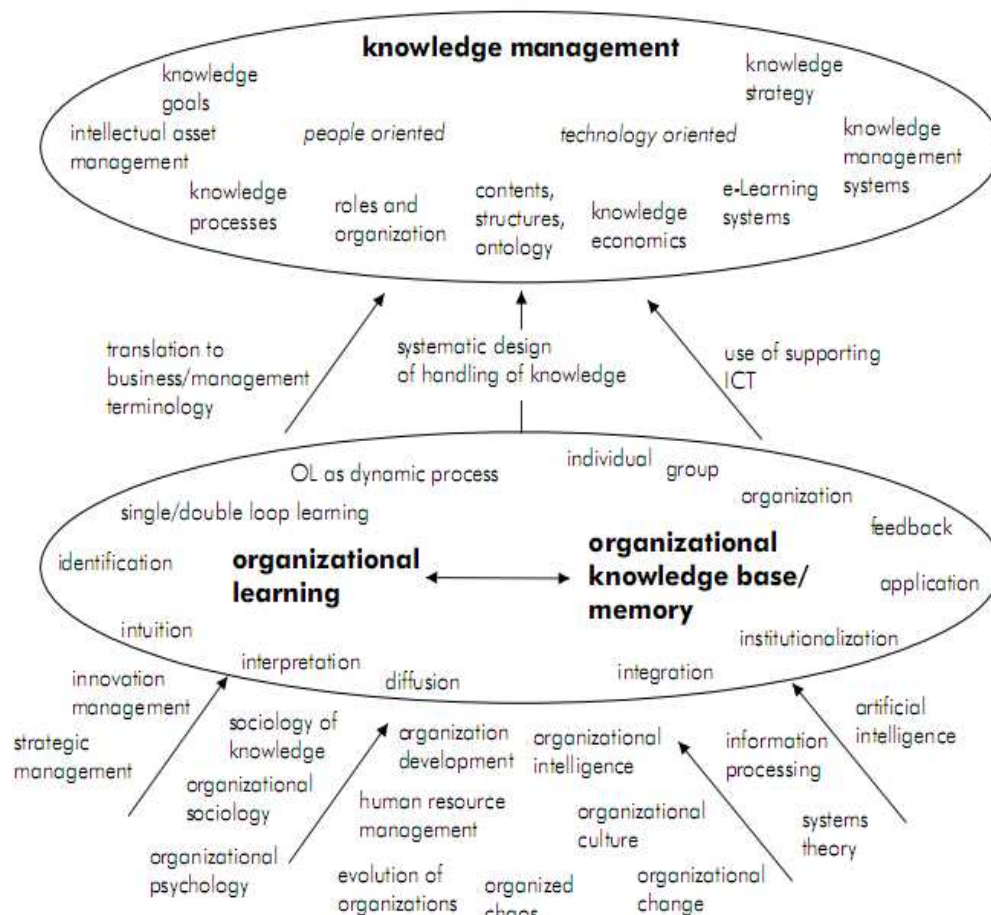 knowledge management
knowledge
goals
knowledge
strategy
intellectual asset
management
people oriented
technology oriented
knowledge
management
systems
knowledge
processes
roles and
organization
contents,
structures,
ontology
knowledge
economics
e-Learning
systems
translation to
business/management
terminology
systematic design
of handling of knowledge
use of supporting
ICT
OL as dynamic process
individual
group
organization
feedback
single/double loop learning
identification
organizational
learning
organizational
knowledge base/
memory
application
intuition
interpretation
diffusion
integration
institutionalization
innovation
management
strategic
management
sociology of
knowledge
organizational
sociology
organizational
psychology
organization
development
human resource
management
evolution of
organizations
organizational
intelligence
organizational
culture
organized
chaos
organizational
change
information
processing
artificial
intelligence
systems
theory